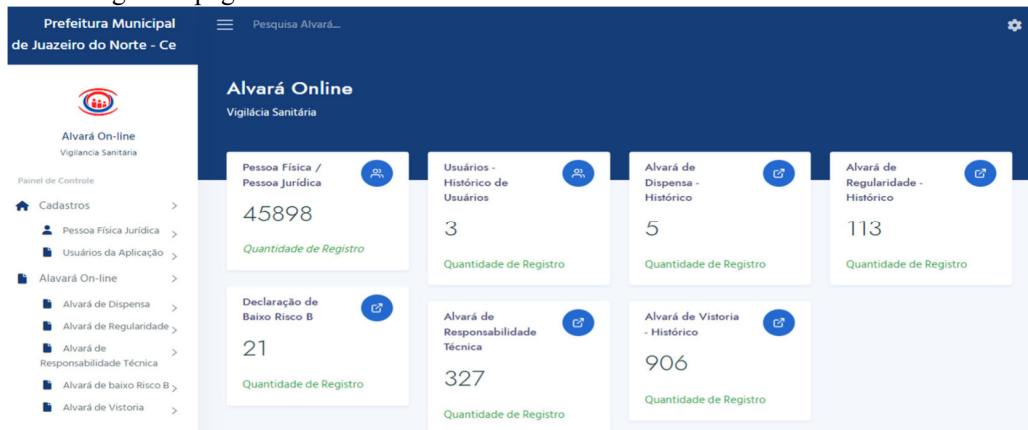 Prefeitura Municipal
de Juazeiro do Norte - Ce
Alvará On-line
Vigilancia Sanitária
Painel de Controle
Cadastros
Pessoa Física Jurídica
Usuários da Aplicação
Alavará On-line
Alvará de Dispensa
Alvará de Regularidade
Alvará de
Responsabilidade Técnica
Alvará de baixo Risco B
Alvará de Vistoria
Pesquisa Alvará...
Alvará Online
Vigilácia Sanitária
Pessoa Física /
Pessoa Jurídica
45898
Quantidade de Registro
Usuários -
Histórico de
Usuários
3
Quantidade de Registro
Alvará de
Dispensa -
Histórico
5
Quantidade de Registro
Alvará de
Regularidade -
Histórico
113
Quantidade de Registro
Declaração de
Baixo Risco B
21
Quantidade de Registro
Alvará de
Responsabilidade
Técnica
327
Quantidade de Registro
Alvará de Vistoria
- Histórico
906
Quantidade de Registro